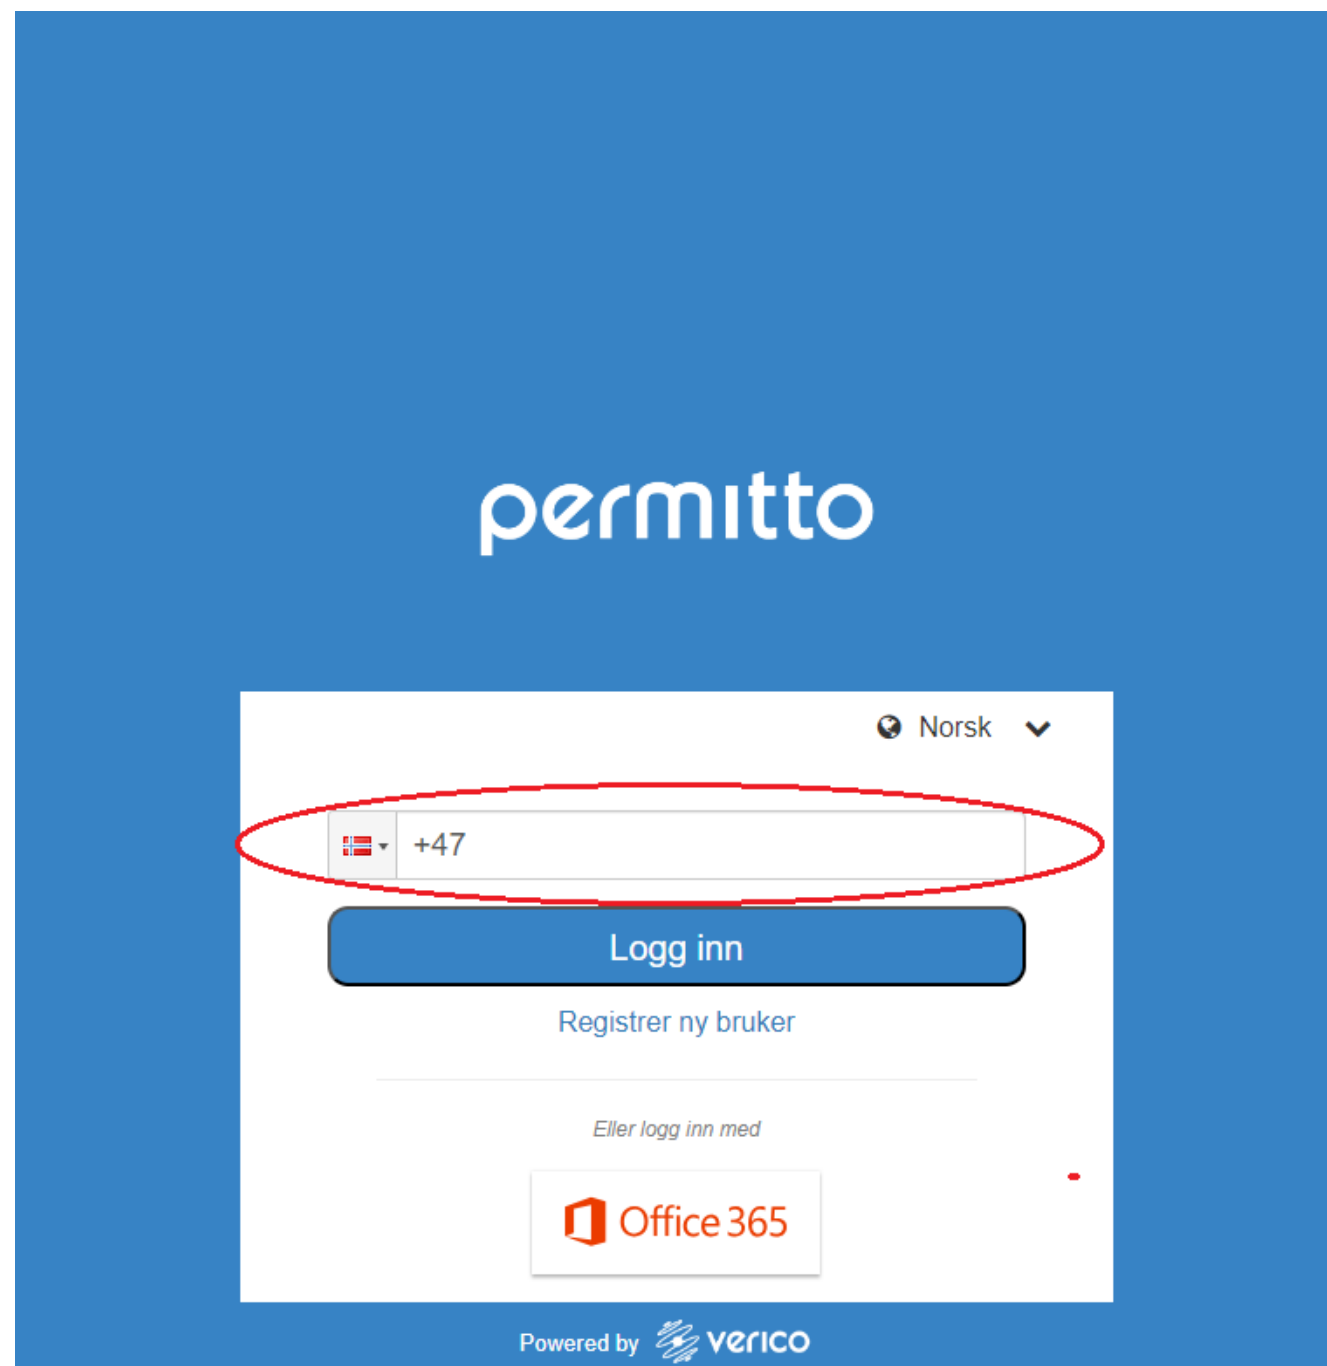 permitto
Norsk
+47
Logg inn
Registrer ny bruker
Eller logg inn med
Office 365
Powered by verico